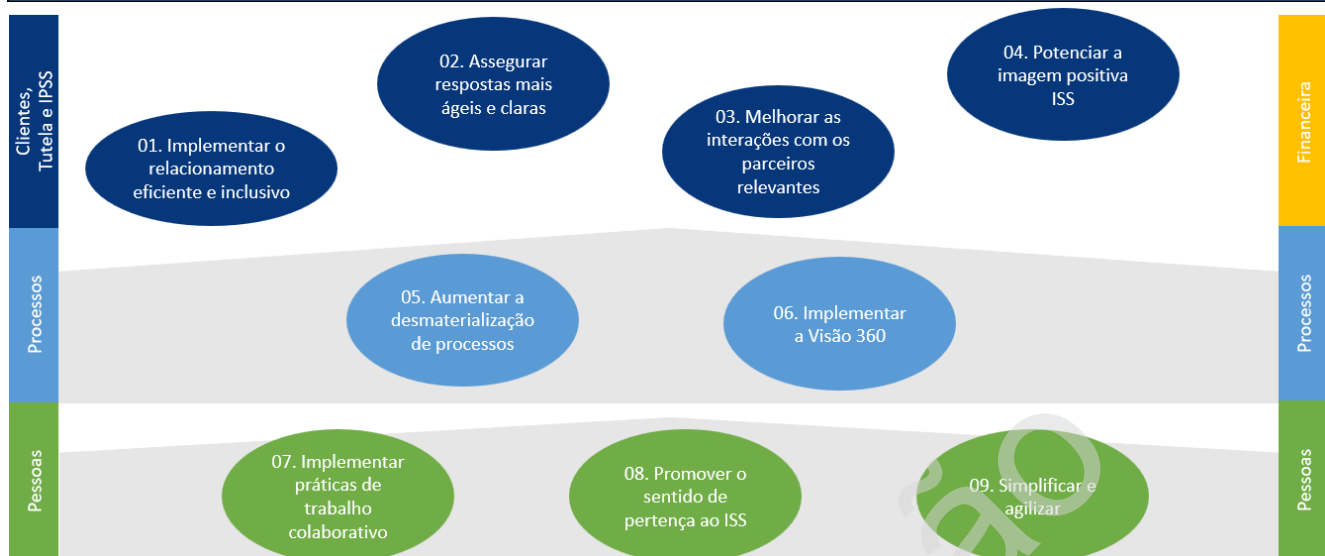 Clientes,
Tutela e IPSS
01. Implementar o
relacionamento
eficiente e inclusivo
02. Assegurar
respostas mais
ágeis e claras
03. Melhorar as
interações com os
parceiros
relevantes
04. Potenciar a
imagem positiva
ISS
Financeira
Processos
05. Aumentar a
desmaterialização
de processos
06. Implementar
a Visão 360
Processos
Pessoas
07. Implementar
práticas de
trabalho
colaborativo
08. Promover o
sentido de
pertença ao ISS
09. Simplificar e
agilizar
Pessoas
ão